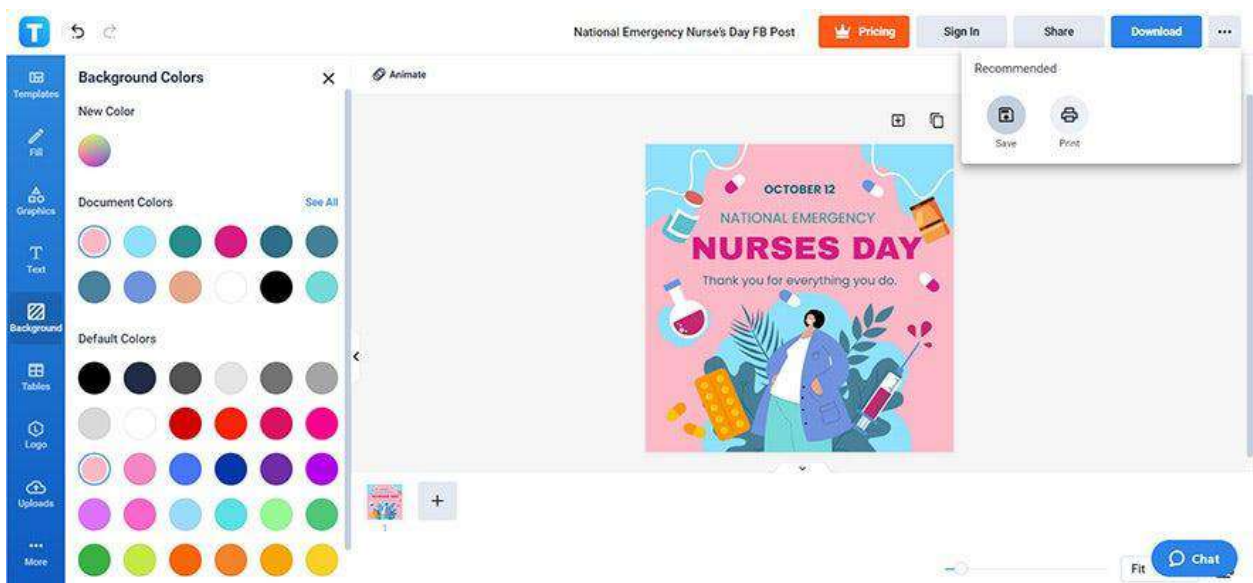 T
National Emergency Nurse's Day FB Post
Pricing
Sign In
Share
Download
Templates
Fill
Graphics
Text
Background
Tables
Logo
Uploads
More
Background Colors
New Color
Document Colors
See All
Default Colors
Animate
Recommended
Save
Print
OCTOBER 12
NATIONAL EMERGENCY
NURSES DAY
Thank you for everything you do.
1
Fit
Chat